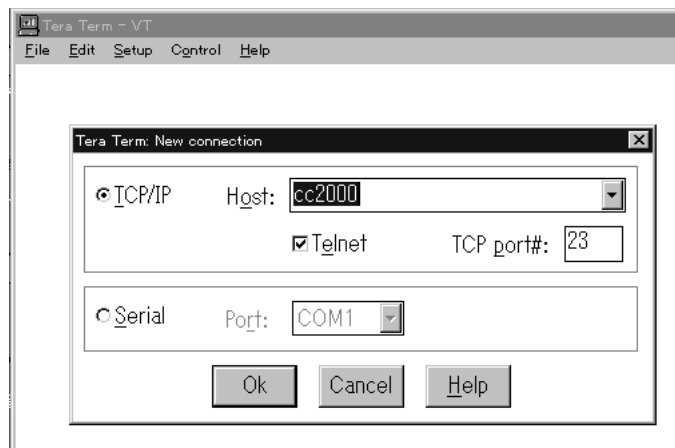 Tera Term - VT
File Edit Setup Control Help
Tera Term: New connection
TCP/IP Host: cc2000
Telnet TCP port#: 23
Serial Port: COM1
Ok Cancel Help